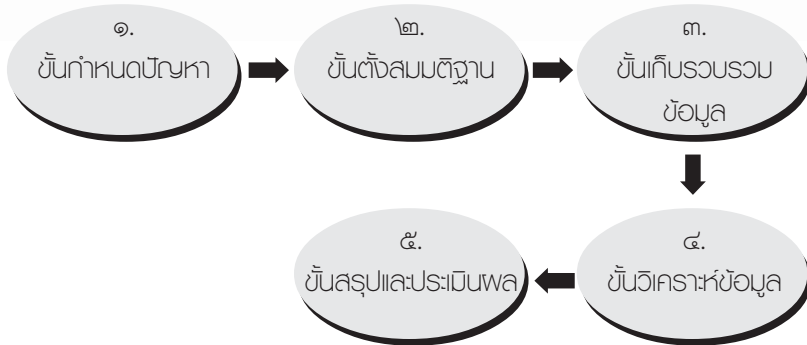 ๑.
ขั้นกำหนดปัญหา
๒.
ขั้นตั้งสมมติฐาน
๓.
ขั้นเก็บรวบรวม
ข้อมูล
๔.
ขั้นวิเคราะห์ข้อมูล
๕.
ขั้นสรุปและประเมินผล